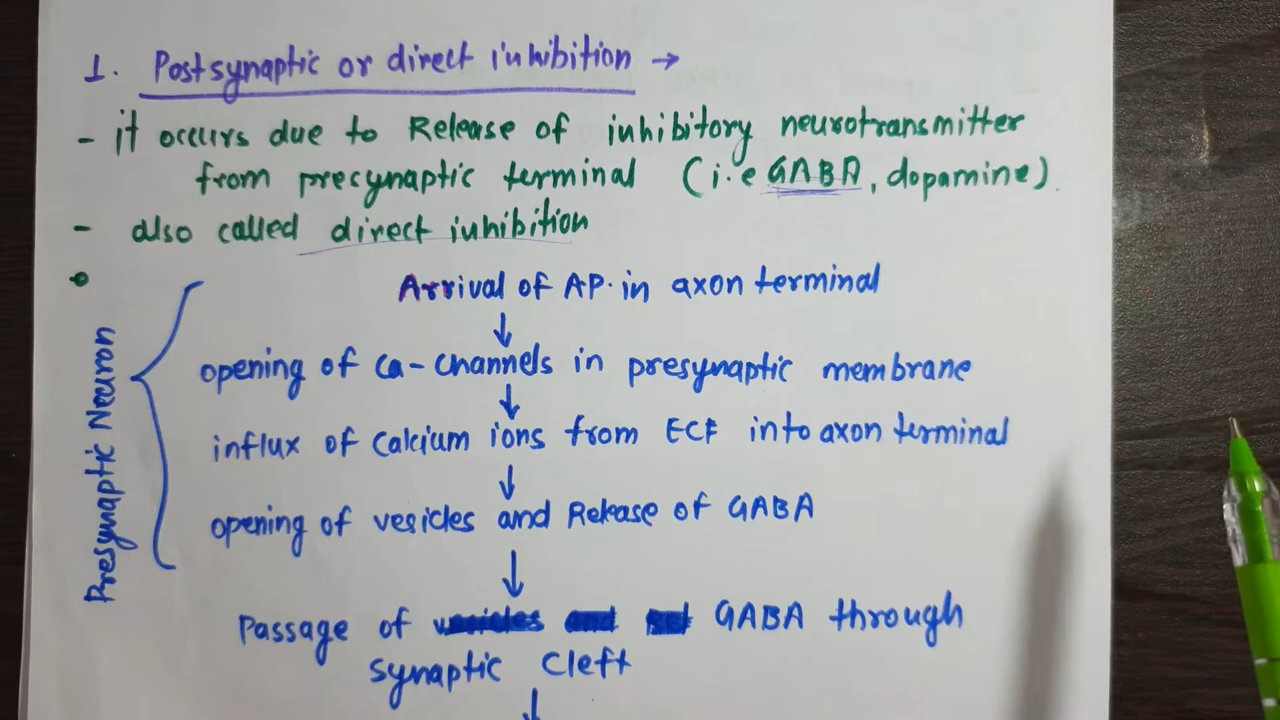 1. Postsynaptic or direct inhibition →
- it occurs due to Release of inhibitory neurotransmitter
from presynaptic terminal (i.e GABA, dopamine).
- also called direct inhibition
Presynaptic Neuron
Arrival of AP. in axon terminal
↓
opening of ca-channels in presynaptic membrane
↓
influx of calcium ions from ECF into axon terminal
↓
opening of vesicles and Release of GABA
↓
Passage of GABA through
synaptic cleft
↓